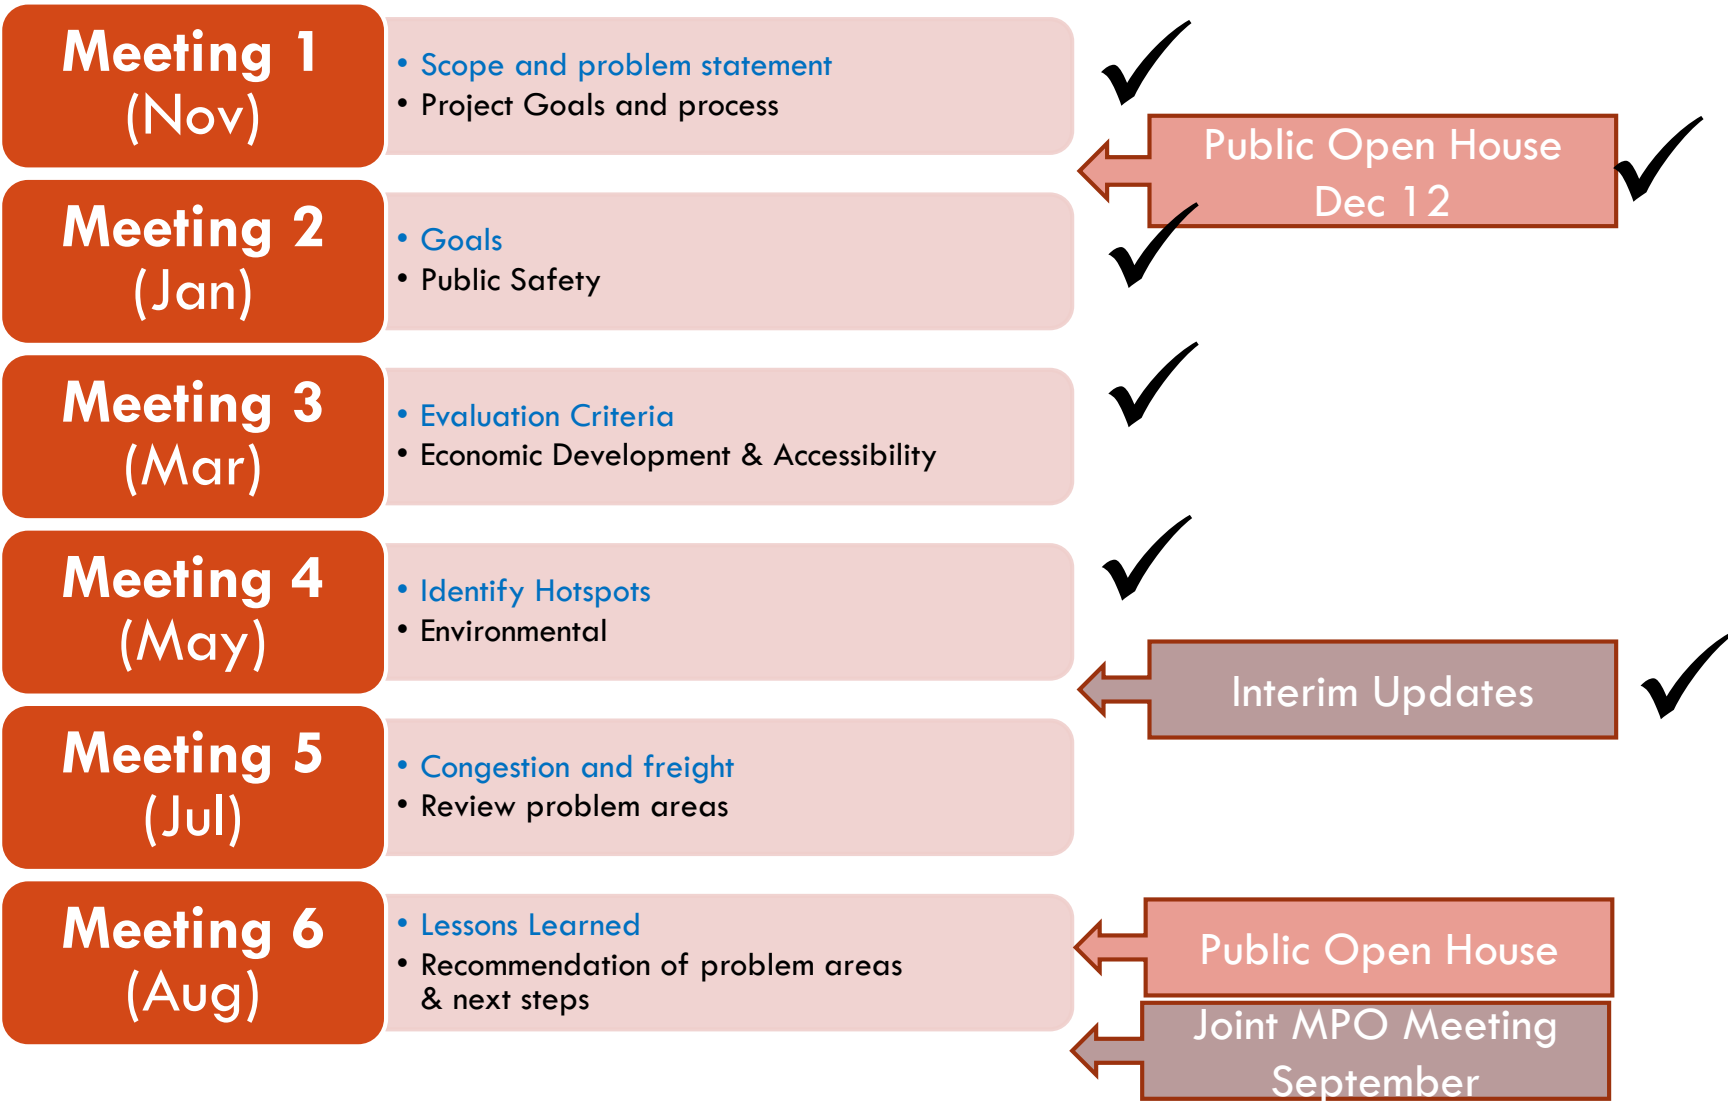 Meeting 1
(Nov)
• Scope and problem statement
• Project Goals and process
Public Open House
Dec 12
Meeting 2
(Jan)
• Goals
• Public Safety
Meeting 3
(Mar)
• Evaluation Criteria
• Economic Development & Accessibility
Meeting 4
(May)
• Identify Hotspots
• Environmental
Interim Updates
Meeting 5
(Jul)
• Congestion and freight
• Review problem areas
Meeting 6
(Aug)
• Lessons Learned
• Recommendation of problem areas
& next steps
Public Open House
Joint MPO Meeting
September